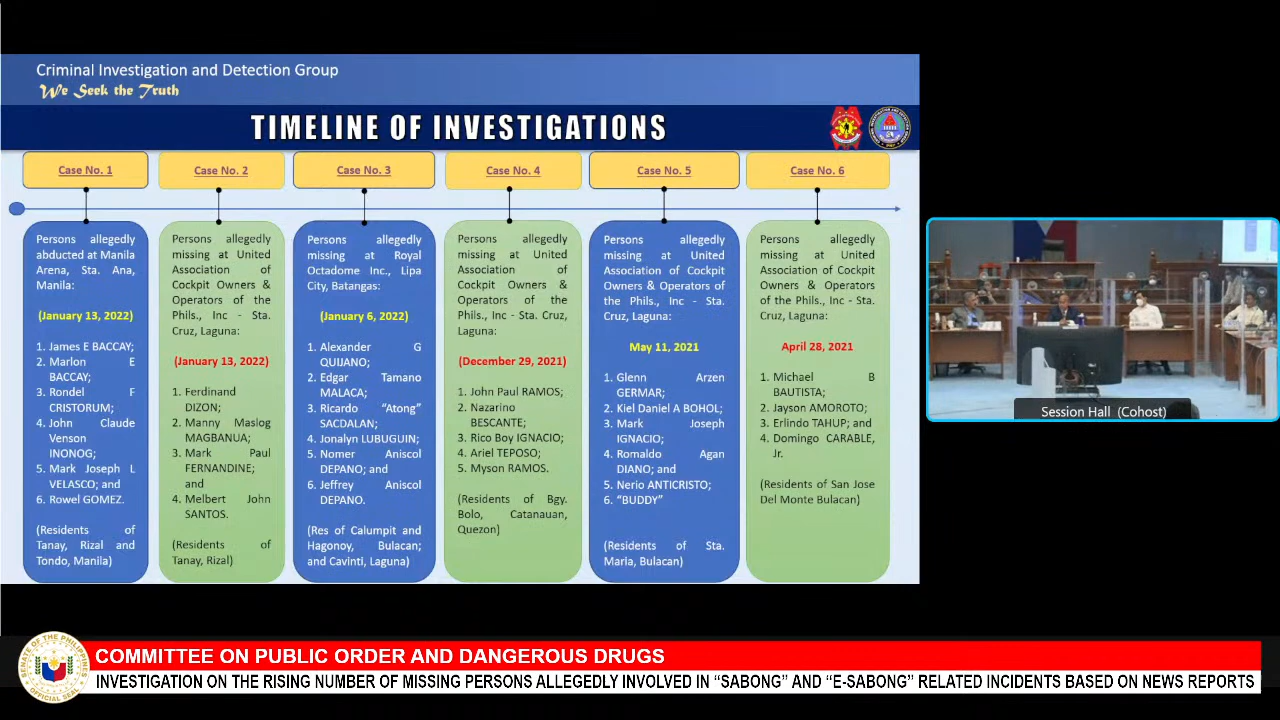 Criminal Investigation and Detection Group
We Seek the Truth
TIMELINE OF INVESTIGATIONS
Case No. 1
Persons allegedly
abducted at Manila
Arena, Sta. Ana,
Manila:
(January 13, 2022)
1. James E BACCAY;
2. Marlon E
BACCAY;
3. Rondel F
CRISTORUM;
4. John Claude
Venson
INONOG;
5. Mark Joseph L
VELASCO; and
6. Rowel GOMEZ.
(Residents of
Tanay, Rizal and
Tondo, Manila)
Case No. 2
Persons allegedly
missing at United
Association of
Cockpit Owners &
Operators of the
Phils., Inc - Sta.
Cruz, Laguna:
(January 13, 2022)
1. Ferdinand
DIZON;
2. Manny Maslog
MAGBANUA;
3. Mark Paul
FERNANDINE;
and
4. Melbert John
SANTOS.
(Residents of
Tanay, Rizal)
Case No. 3
Persons allegedly
missing at Royal
Octadome Inc., Lipa
City, Batangas:
(January 6, 2022)
1. Alexander G
QUIJANO;
2. Edgar Tamano
MALACA;
3. Ricardo “Atong”
SACDALAN;
4. Jonalyn LUBUGUIN;
5. Nomer Aniscol
DEPANO; and
6. Jeffrey Aniscol
DEPANO.
(Res of Calumpit and
Hagonoy, Bulacan;
and Cavinti, Laguna)
Case No. 4
Persons allegedly
missing at United
Association of
Cockpit Owners &
Operators of the
Phils., Inc - Sta. Cruz,
Laguna:
(December 29, 2021)
1. John Paul RAMOS;
2. Nazarino
BESCANTE;
3. Rico Boy IGNACIO;
4. Ariel TEPOSO;
5. Myson RAMOS.
(Residents of Bgy.
Bolo, Catanauan,
Quezon)
Case No. 5
Persons allegedly
missing at United
Association of Cockpit
Owners & Operators of
the Phils., Inc - Sta.
Cruz, Laguna:
May 11, 2021
1. Glenn Arzen
GERMAR;
2. Kiel Daniel A BOHOL;
3. Mark Joseph
IGNACIO;
4. Romaldo Agan
DIANO; and
5. Nerio ANTICRISTO;
6. “BUDDY”
(Residents of Sta.
Maria, Bulacan)
Case No. 6
Persons allegedly
missing at United
Association of Cockpit
Owners & Operators
of the Phils., Inc - Sta.
Cruz, Laguna:
April 28, 2021
1. Michael B
BAUTISTA;
2. Jayson AMOROTO;
3. Erlindo TAHUP; and
4. Domingo CARABLE,
Jr.
(Residents of San Jose
Del Monte Bulacan)
Session Hall (Cohost)
SENATE OF THE PHILIPPINES
OFFICIAL SEAL
COMMITTEE ON PUBLIC ORDER AND DANGEROUS DRUGS
INVESTIGATION ON THE RISING NUMBER OF MISSING PERSONS ALLEGEDLY INVOLVED IN “SABONG” AND “E-SABONG” RELATED INCIDENTS BASED ON NEWS REPORTS